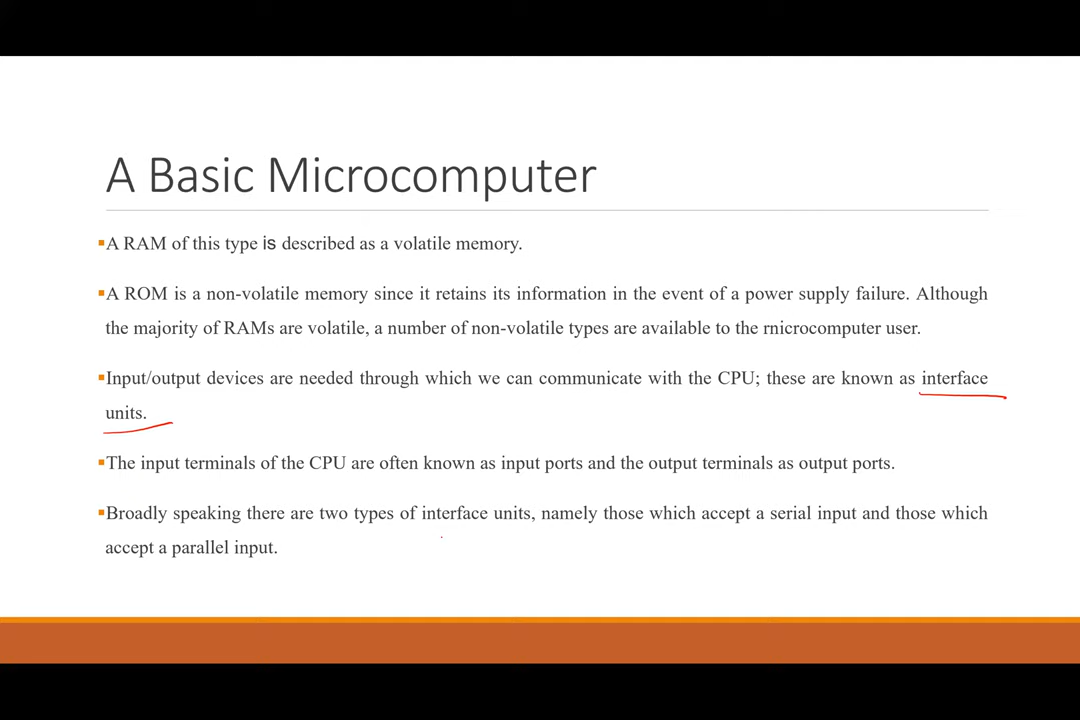 A Basic Microcomputer
▪A RAM of this type is described as a volatile memory.
▪A ROM is a non-volatile memory since it retains its information in the event of a power supply failure. Although
the majority of RAMs are volatile, a number of non-volatile types are available to the rnicrocomputer user.
▪Input/output devices are needed through which we can communicate with the CPU; these are known as interface
units.
▪The input terminals of the CPU are often known as input ports and the output terminals as output ports.
▪Broadly speaking there are two types of interface units, namely those which accept a serial input and those which
accept a parallel input.